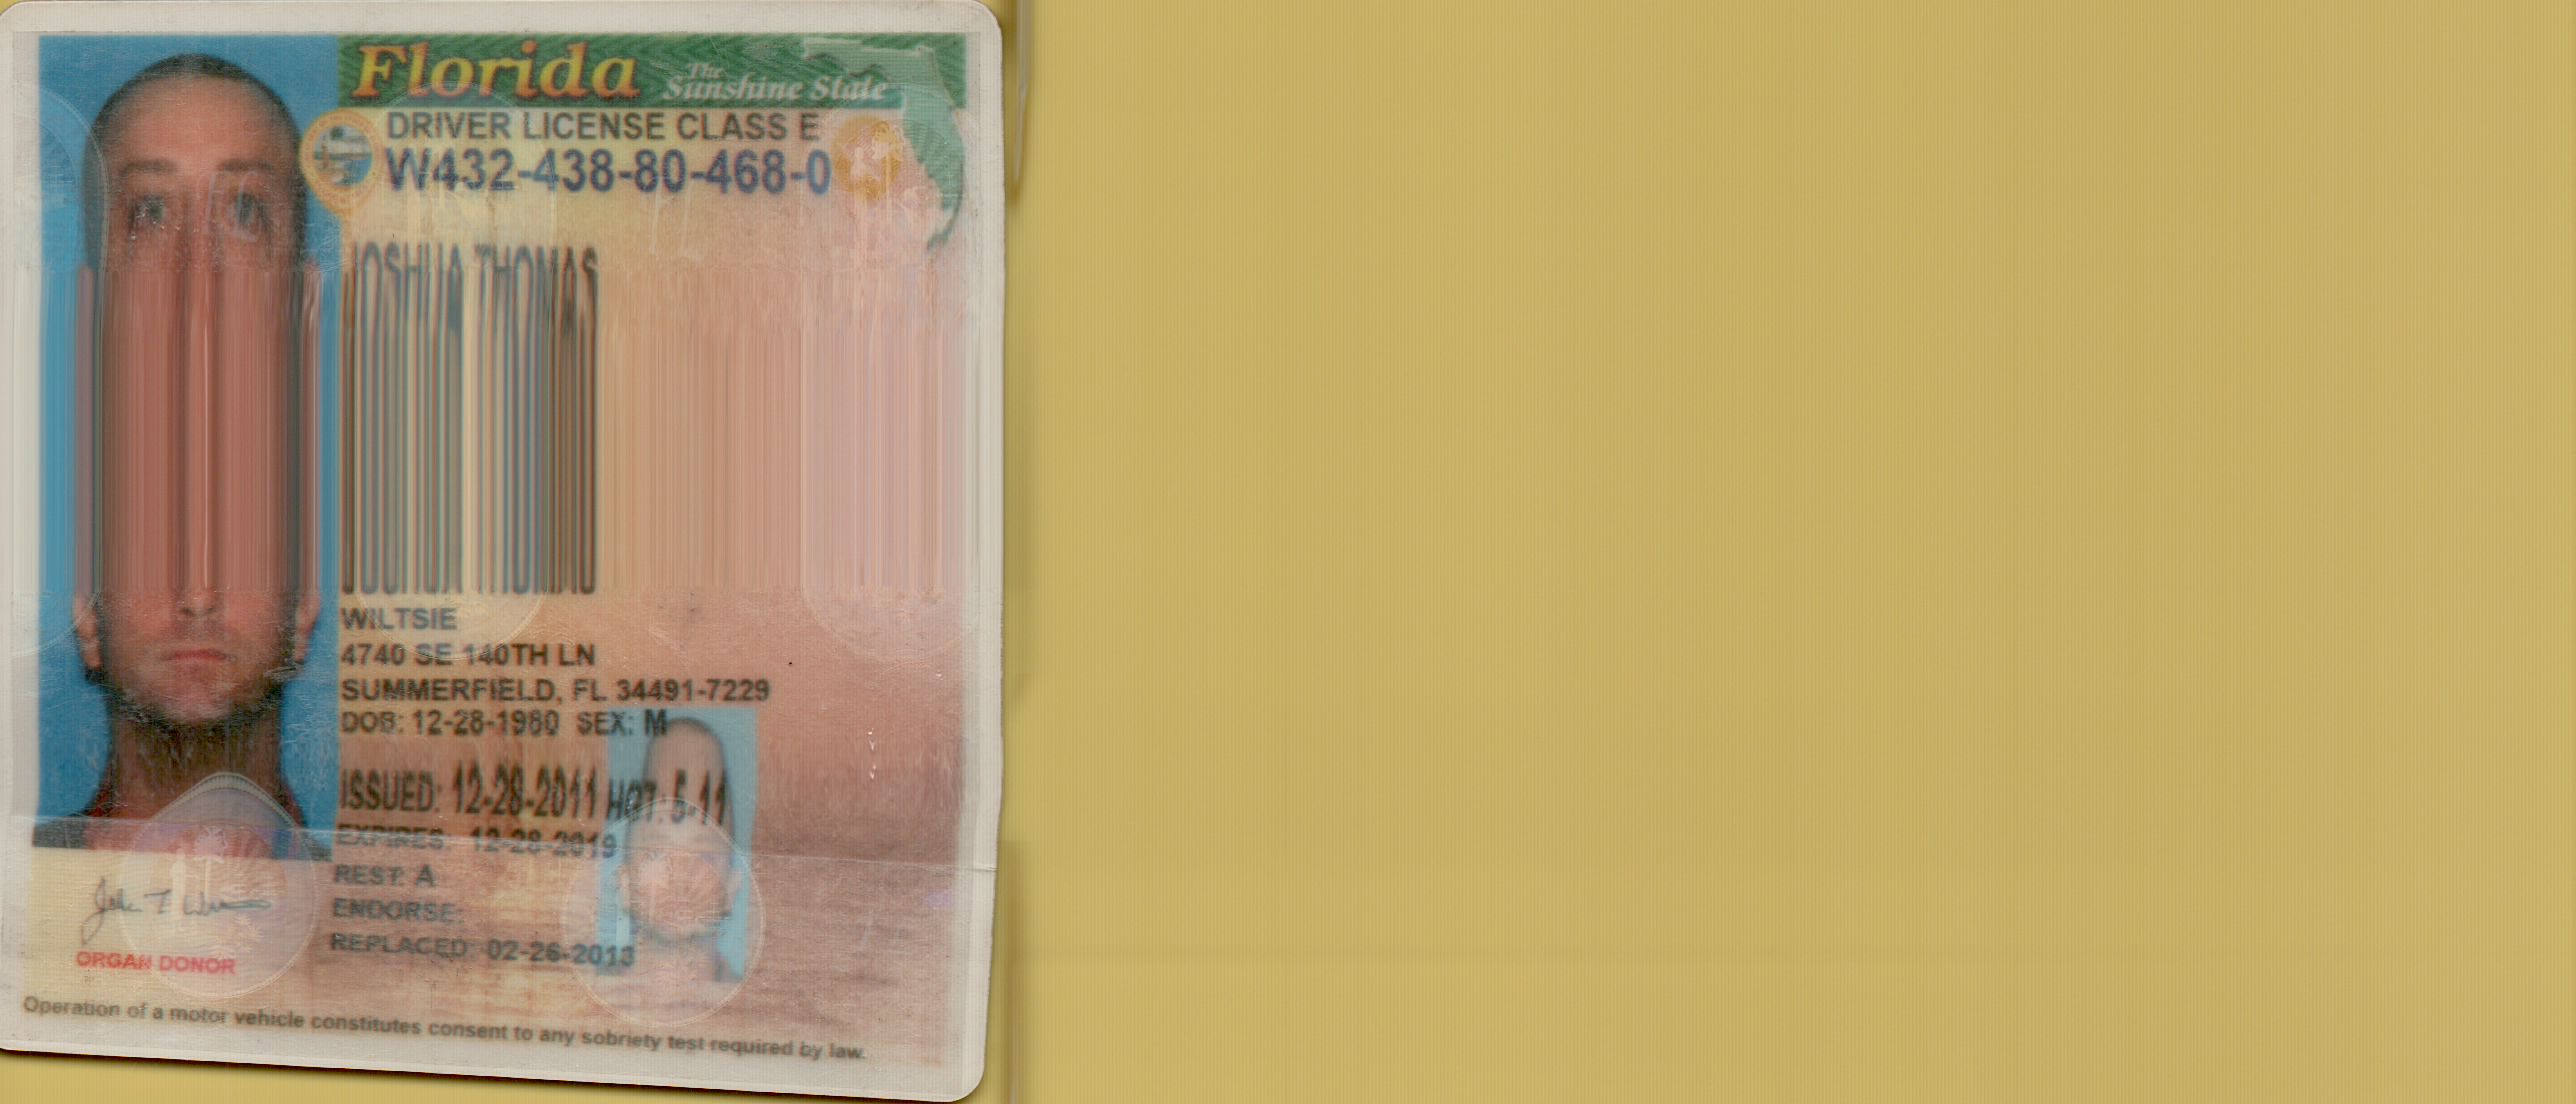 Florida The Sunshine State
DRIVER LICENSE CLASS E
W432-438-80-468-0
JOSHUA THOMAS
WILTSIE
4740 SE 140TH LN
SUMMERFIELD, FL 34491-7229
DOB: 12-28-1980 SEX: M
ISSUED: 12-28-2011 HGT: 5-11
EXPIRES: 12-28-2019
REST: A
ENDORSE:
REPLACED: 02-26-2013
ORGAN DONOR
Operation of a motor vehicle constitutes consent to any sobriety test required by law.